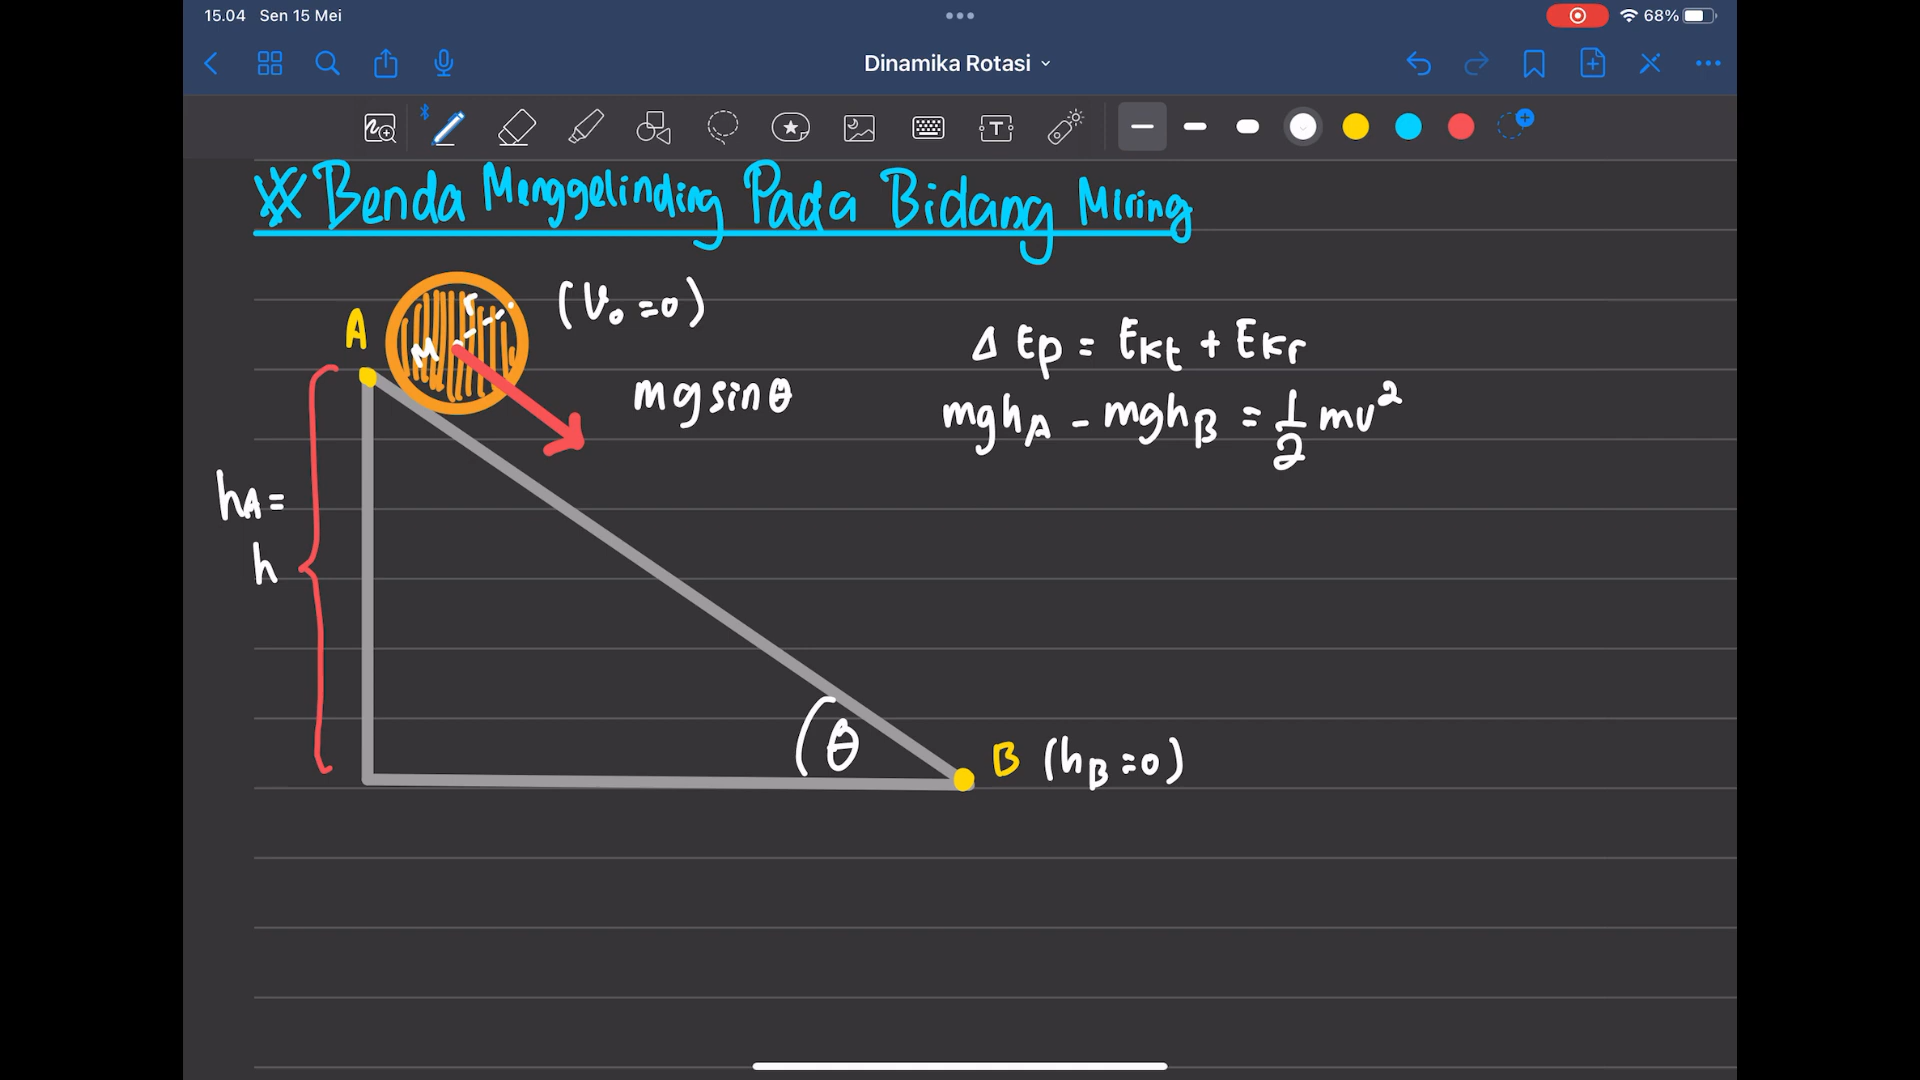 15.04 Sen 15 Mei
68%
Dinamika Rotasi
Benda Menggelinding Pada Bidang Miring
A
r
M
(v₀=0)
mg sin θ
Δ Ep = Ekt + Ekr
mghA - mghB = 1/2 mv²
hA=
h
θ
B (hB=0)